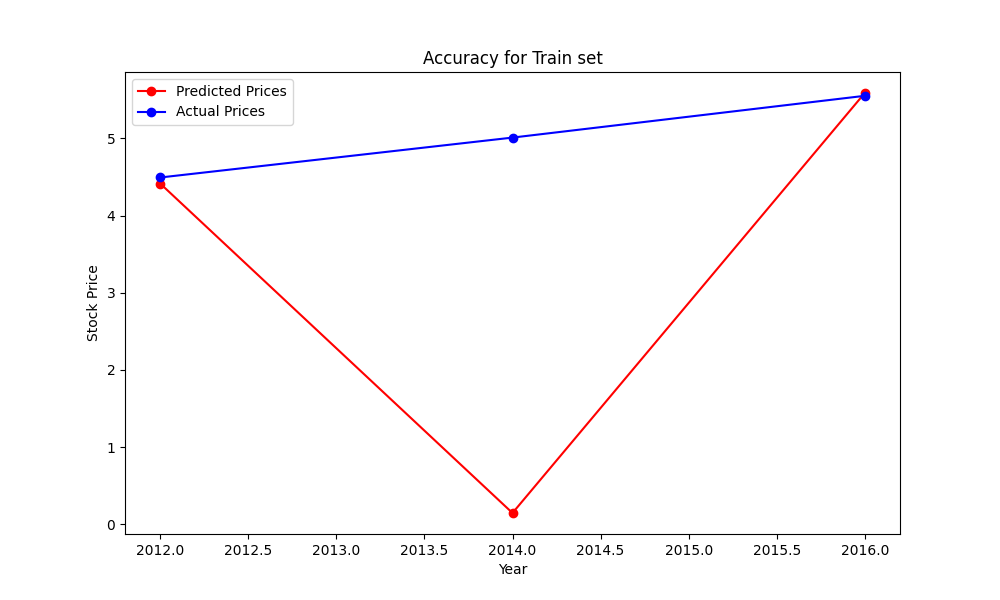 Accuracy for Train set
Predicted Prices
Actual Prices
5
4
3
2
1
0
Stock Price
2012.0 2012.5 2013.0 2013.5 2014.0 2014.5 2015.0 2015.5 2016.0
Year